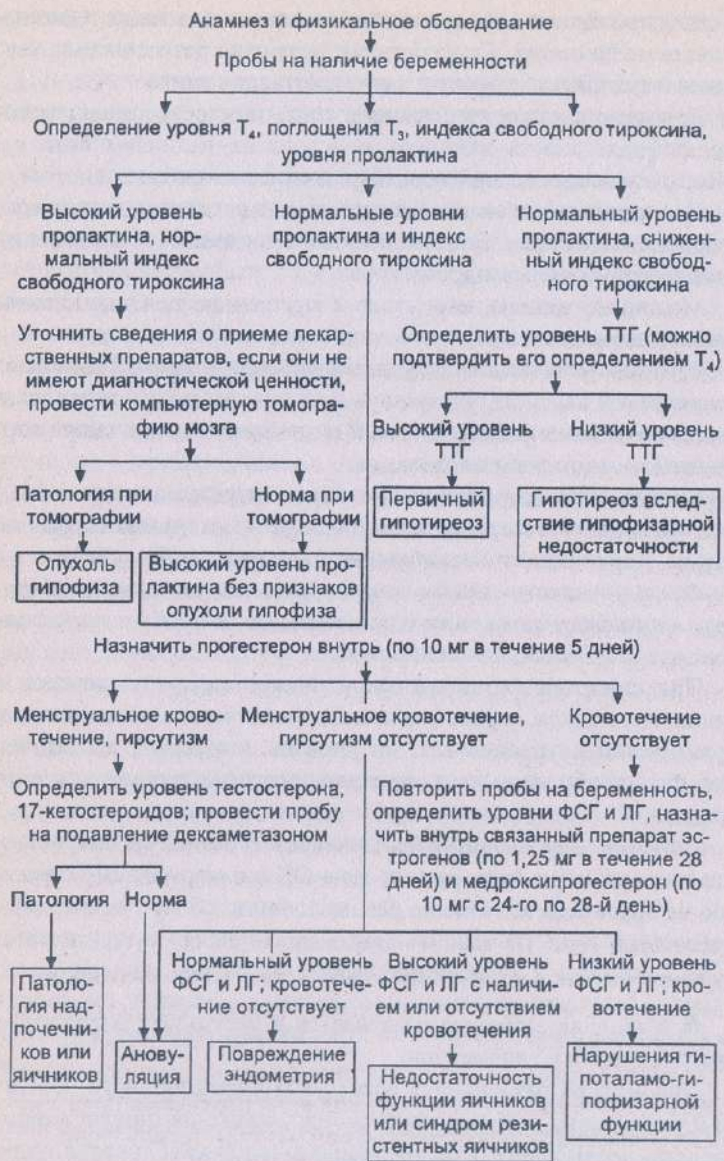 Анамнез и физикальное обследование
Пробы на наличие беременности
Определение уровня Т4, поглощения Т3, индекса свободного тироксина,
уровня пролактина
Высокий уровень
пролактина, нор-
мальный индекс
свободного тироксина
Нормальные уровни
пролактина и индекс
свободного тироксина
Нормальный уровень
пролактина, снижен-
ный индекс свобод-
ного тироксина
Уточнить сведения о приеме лекар-
ственных препаратов, если они не
имеют диагностической ценности,
провести компьютерную томогра-
фию мозга
Определить уровень ТТГ (можно
подтвердить его определением Т4)
Высокий уровень
ТТГ
Низкий уровень
ТТГ
Патология при
томографии
Норма при
томографии
Первичный
гипотиреоз
Гипотиреоз вслед-
ствие гипофизарной
недостаточности
Опухоль
гипофиза
Высокий уровень про-
лактина без признаков
опухоли гипофиза
Назначить прогестерон внутрь (по 10 мг в течение 5 дней)
Менструальное крово-
течение, гирсутизм
Менструальное кровотечение,
гирсутизм отсутствует
Кровотечение
отсутствует
Определить уровень тестостерона,
17-кетостероидов; провести пробу
на подавление дексаметазоном
Повторить пробы на беременность,
определить уровни ФСГ и ЛГ, назна-
чить внутрь связанный препарат эс-
трогенов (по 1,25 мг в течение 28
дней) и медроксипрогестерон (по
10 мг с 24-го по 28-й день)
Патология
Норма
Нормальный уровень
ФСГ и ЛГ; кровотече-
ние отсутствует
Высокий уровень
ФСГ и ЛГ с наличи-
ем или отсутствием
кровотечения
Низкий уровень
ФСГ и ЛГ; кро-
вотечение
Патоло-
гия над-
почечни-
ков или
яичников
Анову-
ляция
Повреждение
эндометрия
Недостаточность
функции яичников
или синдром рези-
стентных яичников
Нарушения ги-
поталамо-ги-
пофизарной
функции